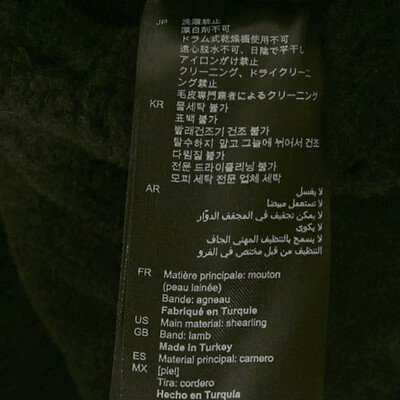 JP 洗濯禁止
漂白剤不可
ドラム式乾燥機使用不可
遠心脱水不可、日陰で平干し
アイロンがけ禁止
クリーニング、ドライクリーニ
ング禁止
毛皮専門業者によるクリーニング
KR 물세탁 불가
표백 불가
빨래건조기 건조 불가
탈수하지 말고 그늘에 뉘어서 건조
다림질 불가
전문 드라이클리닝 불가
모피 세탁 전문 업체 세탁
AR لا يغسل
لا تستعمل مبيضا
لا يمكن تجفيف في المجفف الدوّار
لا يكوى
لا يسمح بالتنظيف المهني الجاف
التنظيف من قبل مختص في الفرو
FR Matière principale: mouton
(peau lainée)
Bande: agneau
Fabriqué en Turquie
US Main material: shearling
GB Band: lamb
Made in Turkey
ES Material principal: carnero
MX [piel]
Tira: cordero
Hecho en Turquía